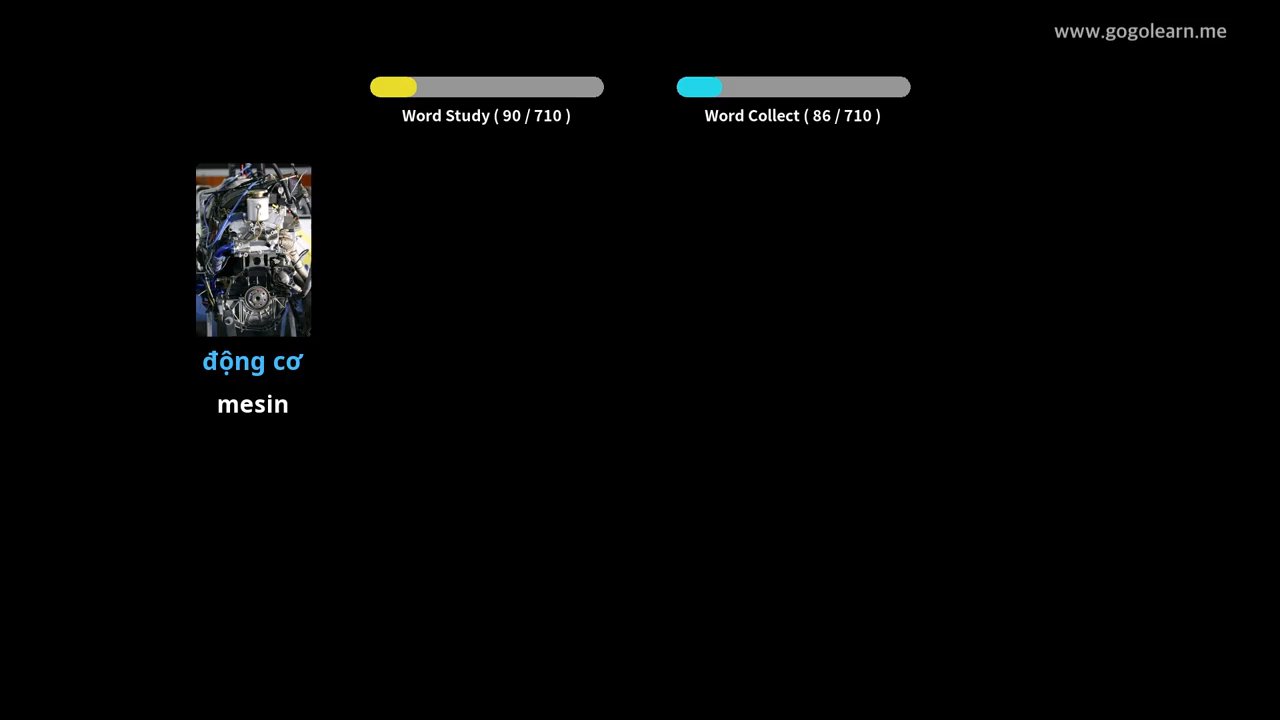 www.gogolearn.me
Word Study ( 90 / 710 )
Word Collect ( 86 / 710 )
động cơ
mesin